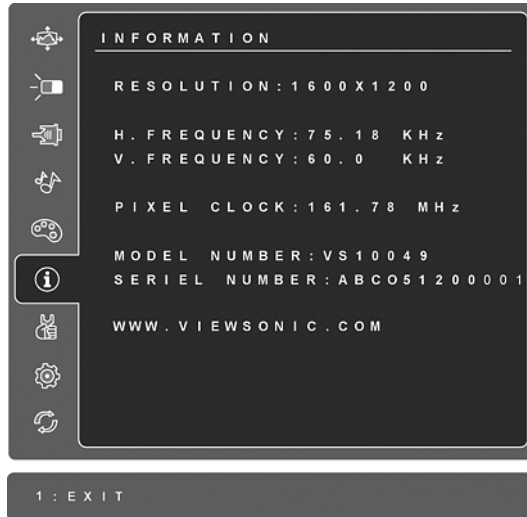 INFORMATION
RESOLUTION:1600X1200
H. FREQUENCY:75.18 KHz
V. FREQUENCY:60.0 KHz
PIXEL CLOCK:161.78 MHz
MODEL NUMBER:VS10049
SERIEL NUMBER:ABCO51200001
WWW.VIEWSONIC.COM
1:EXIT